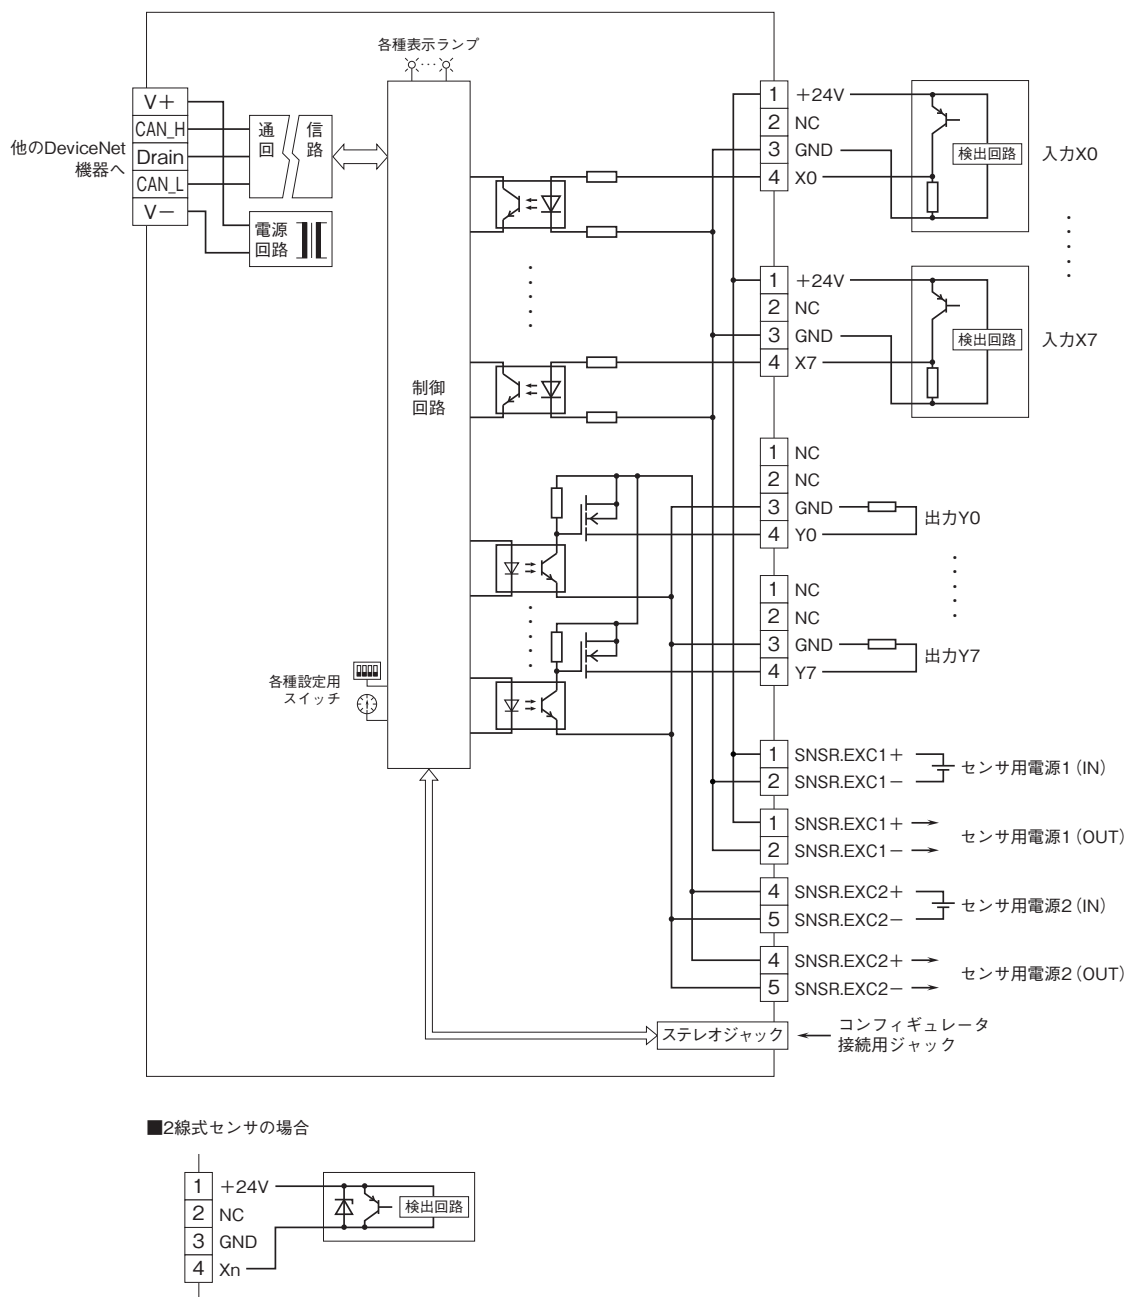 各種表示ランプ
V+
CAN_H
Drain
CAN_L
V−
他のDeviceNet
機器へ
通信
回路
電源
回路
制御
回路
各種設定用
スイッチ
1 +24V
2 NC
3 GND
4 X0
検出回路
入力X0
1 +24V
2 NC
3 GND
4 X7
検出回路
入力X7
1 NC
2 NC
3 GND
4 Y0
出力Y0
1 NC
2 NC
3 GND
4 Y7
出力Y7
1 SNSR.EXC1+
2 SNSR.EXC1−
センサ用電源1(IN)
1 SNSR.EXC1+
2 SNSR.EXC1−
センサ用電源1(OUT)
4 SNSR.EXC2+
5 SNSR.EXC2−
センサ用電源2(IN)
4 SNSR.EXC2+
5 SNSR.EXC2−
センサ用電源2(OUT)
ステレオジャック
コンフィギュレータ
接続用ジャック
■2線式センサの場合
1 +24V
2 NC
3 GND
4 Xn
検出回路